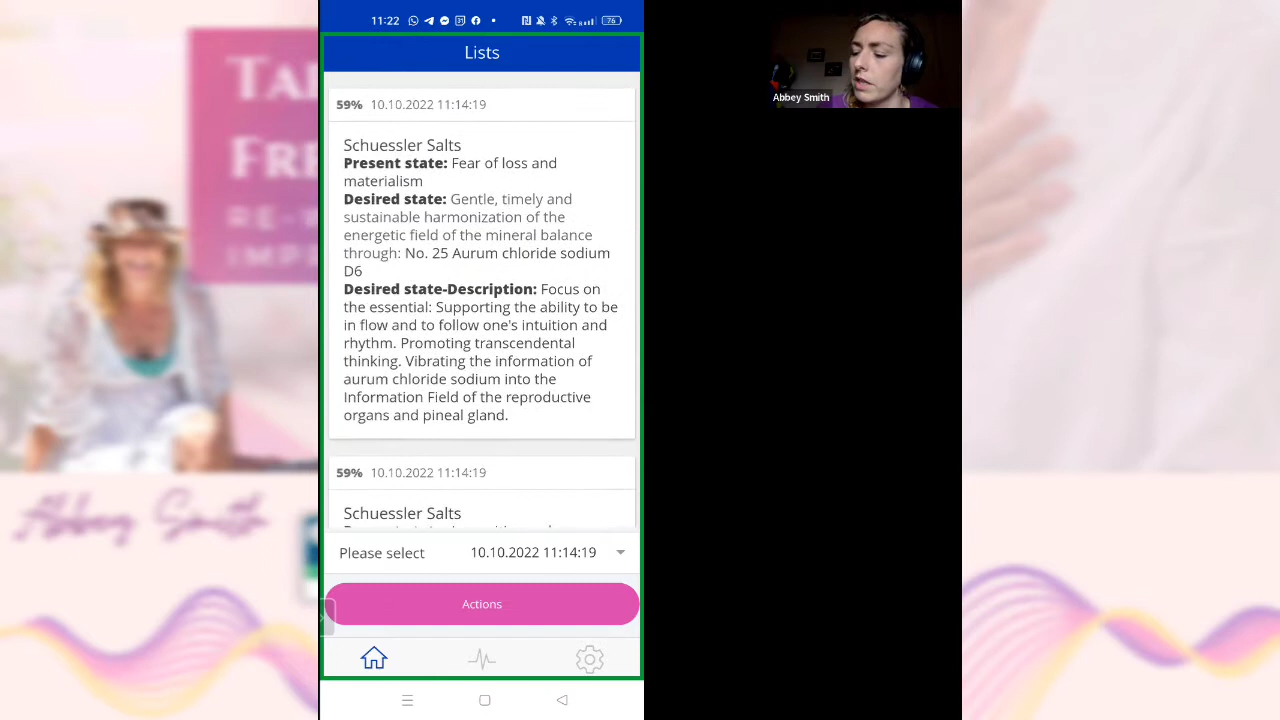 11:22
31
76
Lists
59% 10.10.2022 11:14:19
Schuessler Salts
Present state: Fear of loss and
materialism
Desired state: Gentle, timely and
sustainable harmonization of the
energetic field of the mineral balance
through: No. 25 Aurum chloride sodium
D6
Desired state-Description: Focus on
the essential: Supporting the ability to be
in flow and to follow one's intuition and
rhythm. Promoting transcendental
thinking. Vibrating the information of
aurum chloride sodium into the
Information Field of the reproductive
organs and pineal gland.
59% 10.10.2022 11:14:19
Schuessler Salts
Please select 10.10.2022 11:14:19
Actions
Abbey Smith
Abbey Smith